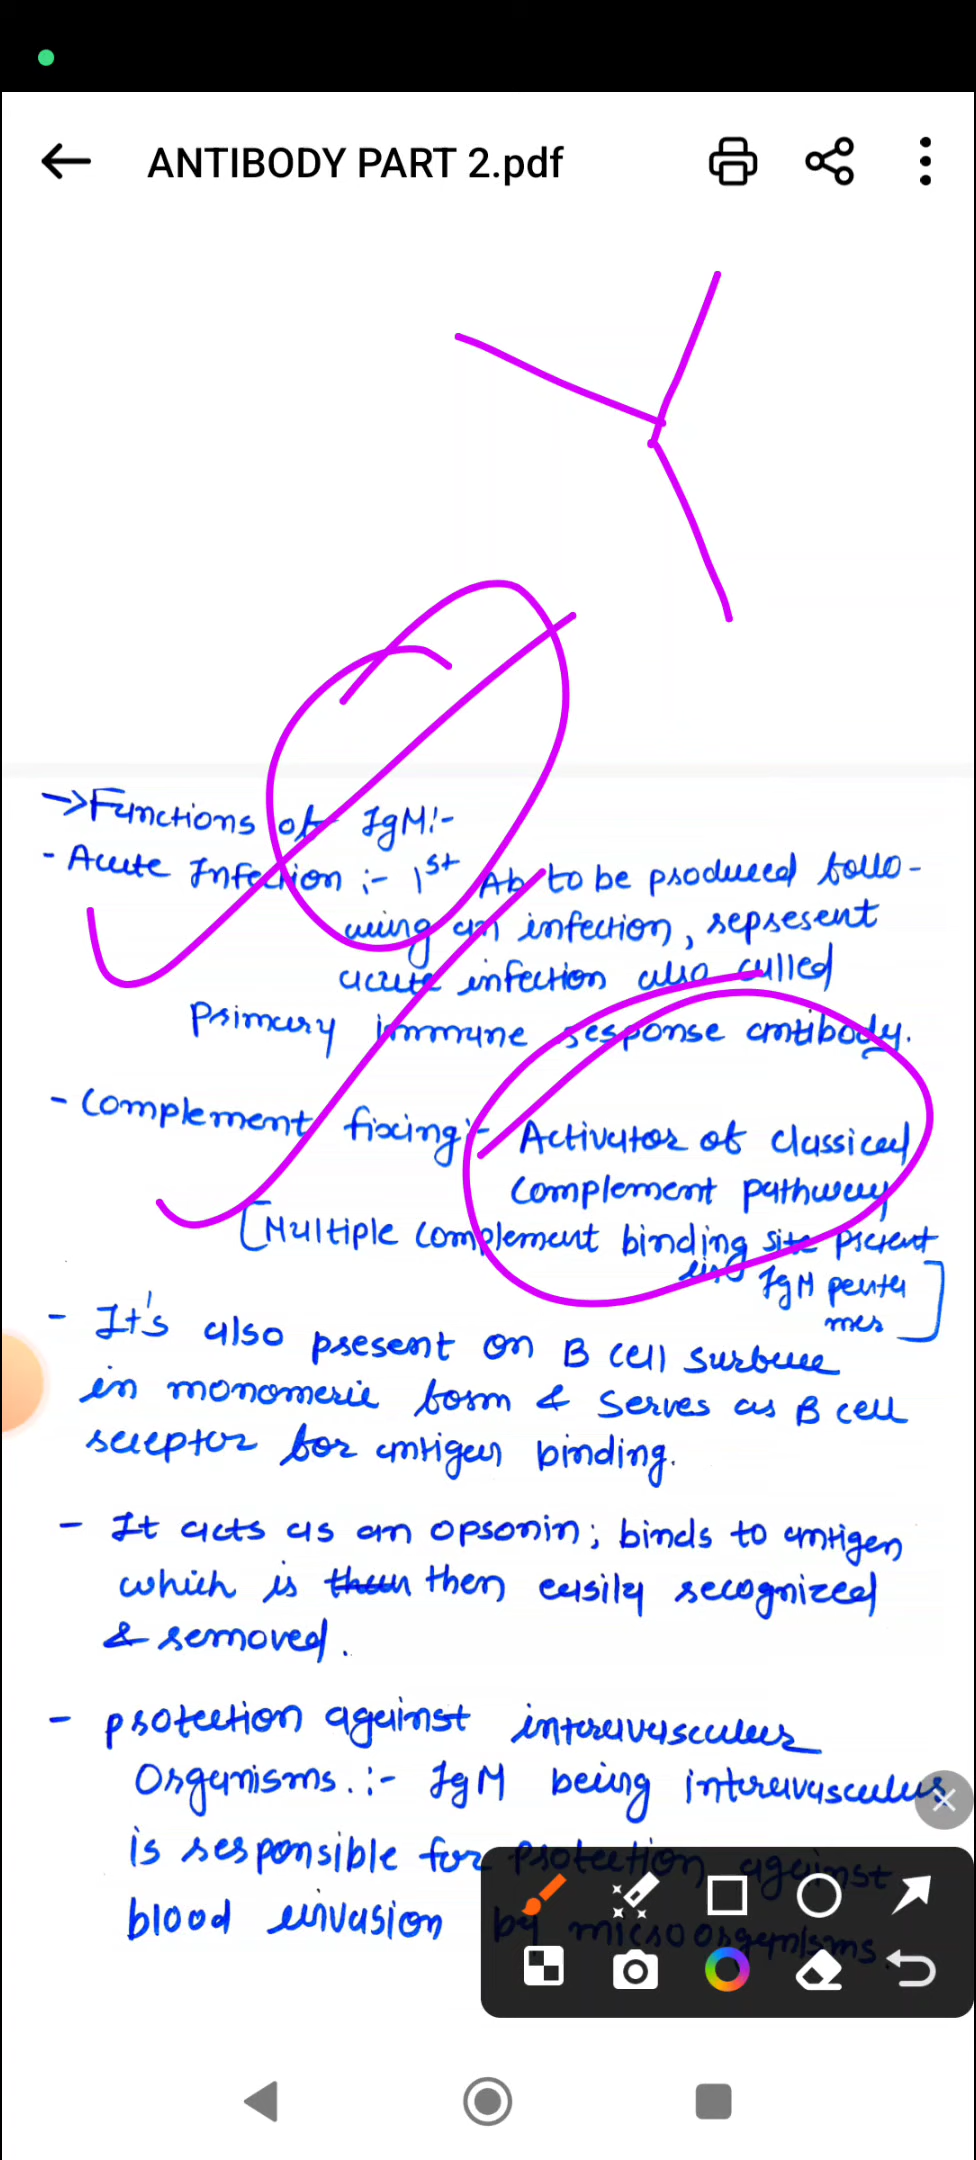 ANTIBODY PART 2.pdf
→Functions of IgM:-
- Acute Infection :- 1st Ab to be produced follo-
wing an infection, represent
acute infection also called
Primary immune response antibody.
- Complement fixing:- Activator of classical
complement pathway
[Multiple complement binding site present
in IgM penta
mer]
- It's also present on B cell surface
in monomeric form & serves as B cell
receptor for antigen binding.
- It acts as an opsonin; binds to antigen
which is then easily recognized
& removed.
- protection against intravascular
Organisms.:- IgM being intravascular
is responsible for protection against
blood invasion by microorganisms.